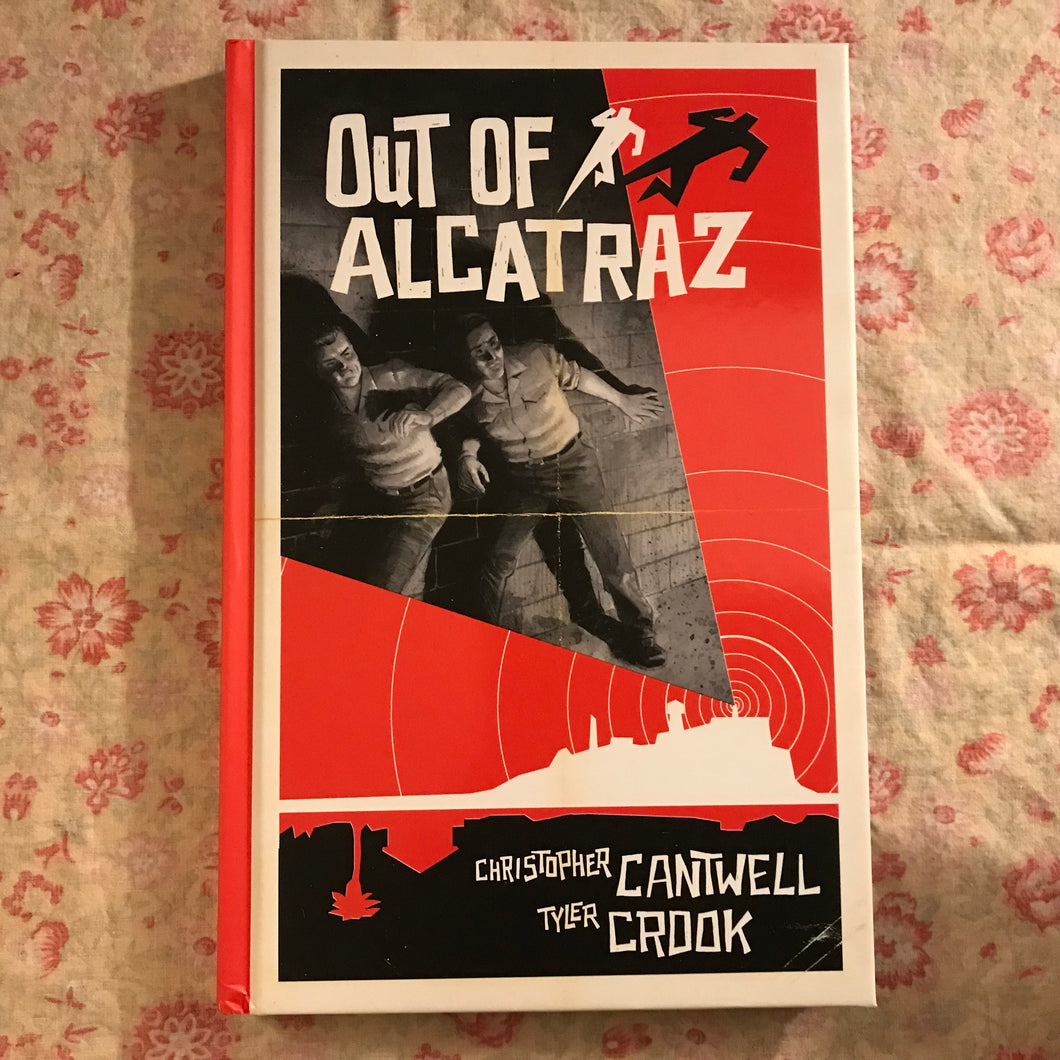 OuT OF
ALCATRAZ
CHRISTOPHER CANTWELL
TYLER CROOK